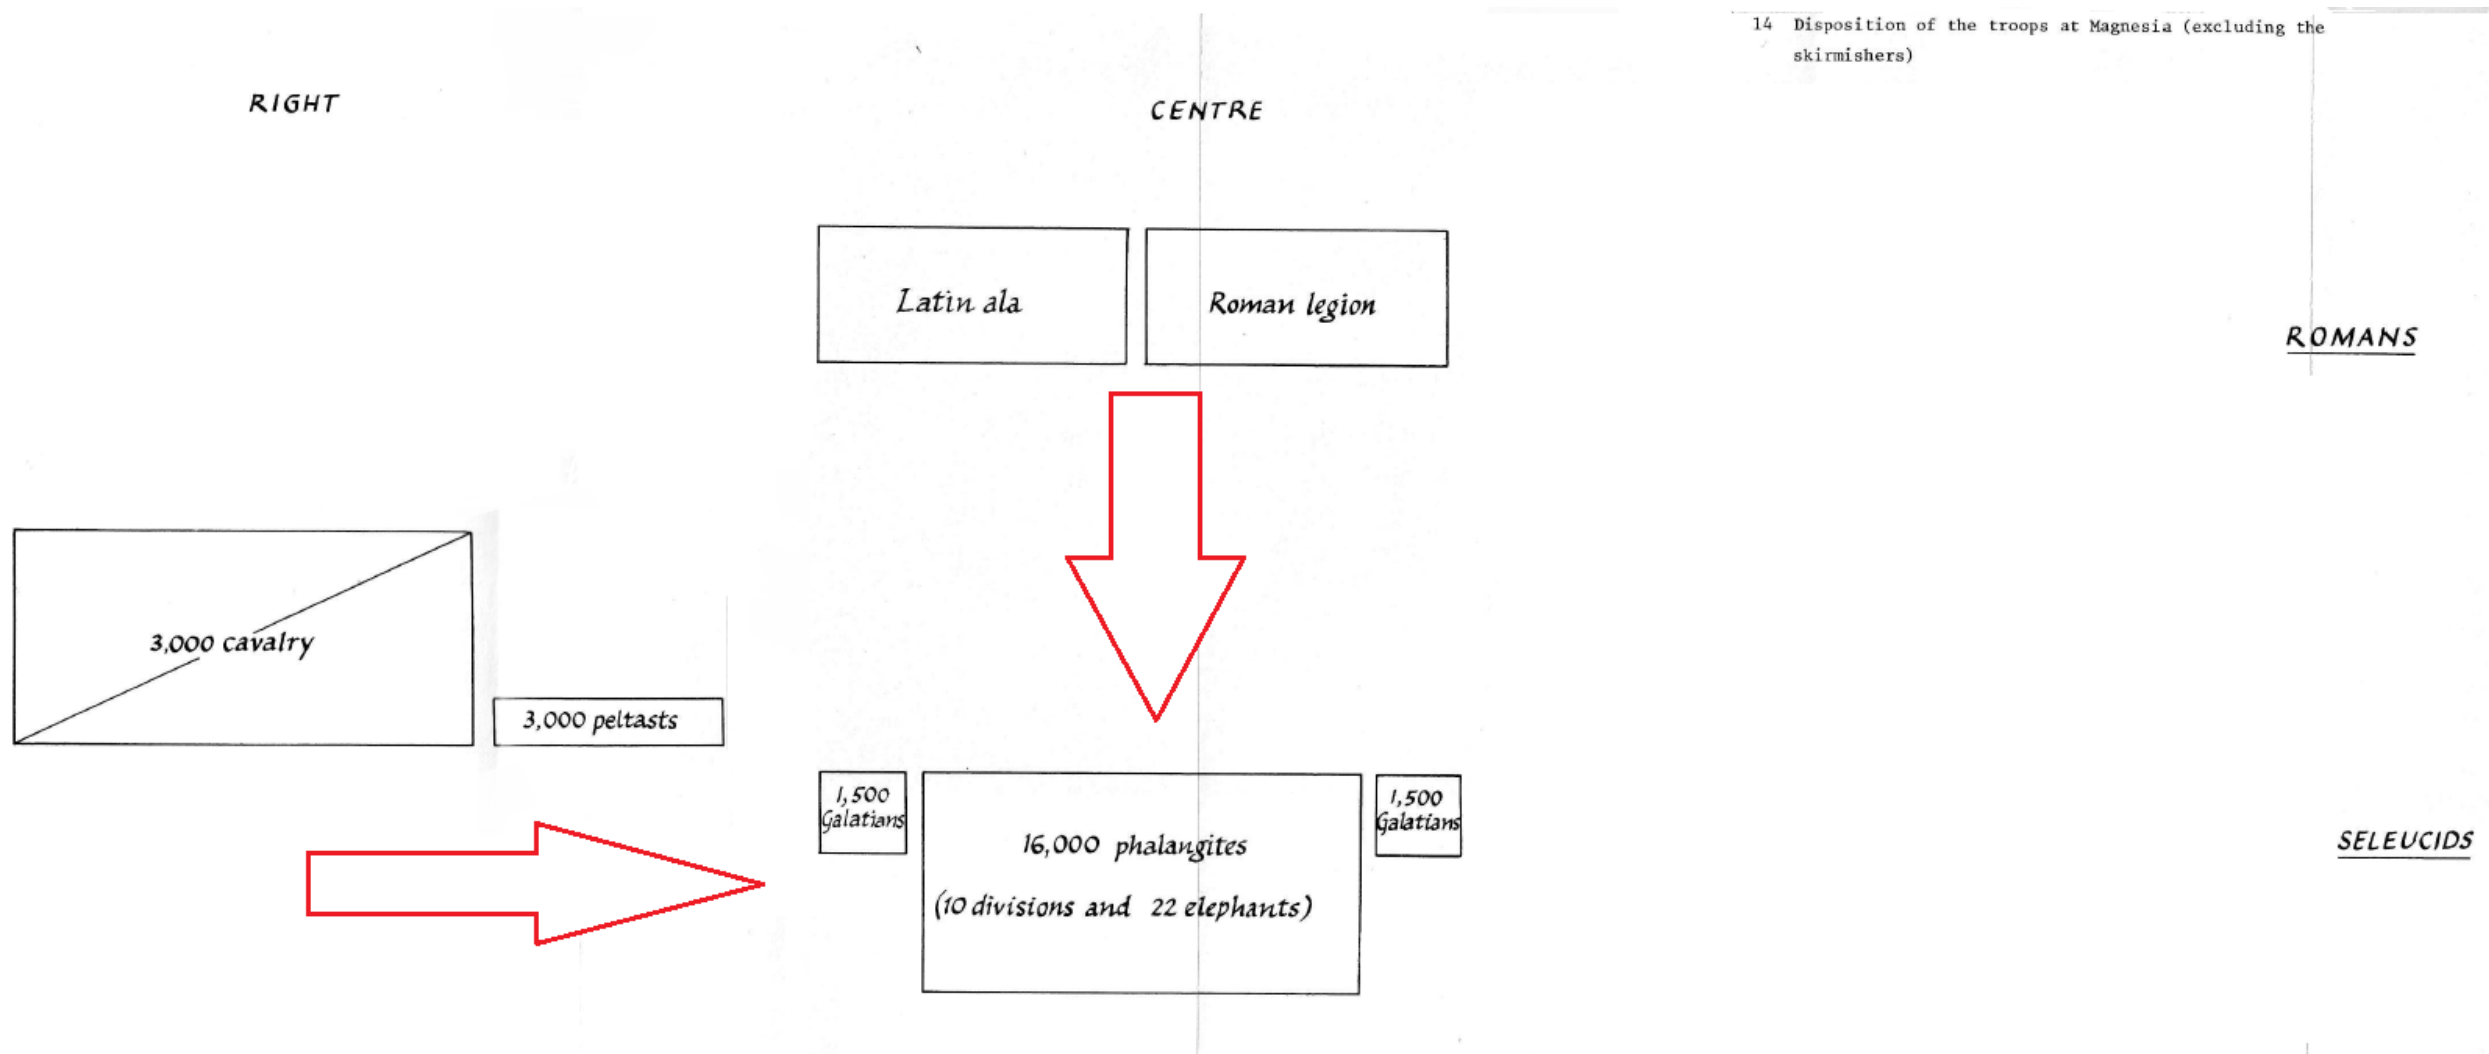 14 Disposition of the troops at Magnesia (excluding the
skirmishers)
RIGHT
CENTRE
Latin ala
Roman legion
ROMANS
3,000 cavalry
3,000 peltasts
1,500
Galatians
16,000 phalangites
(10 divisions and 22 elephants)
1,500
Galatians
SELEUCIDS